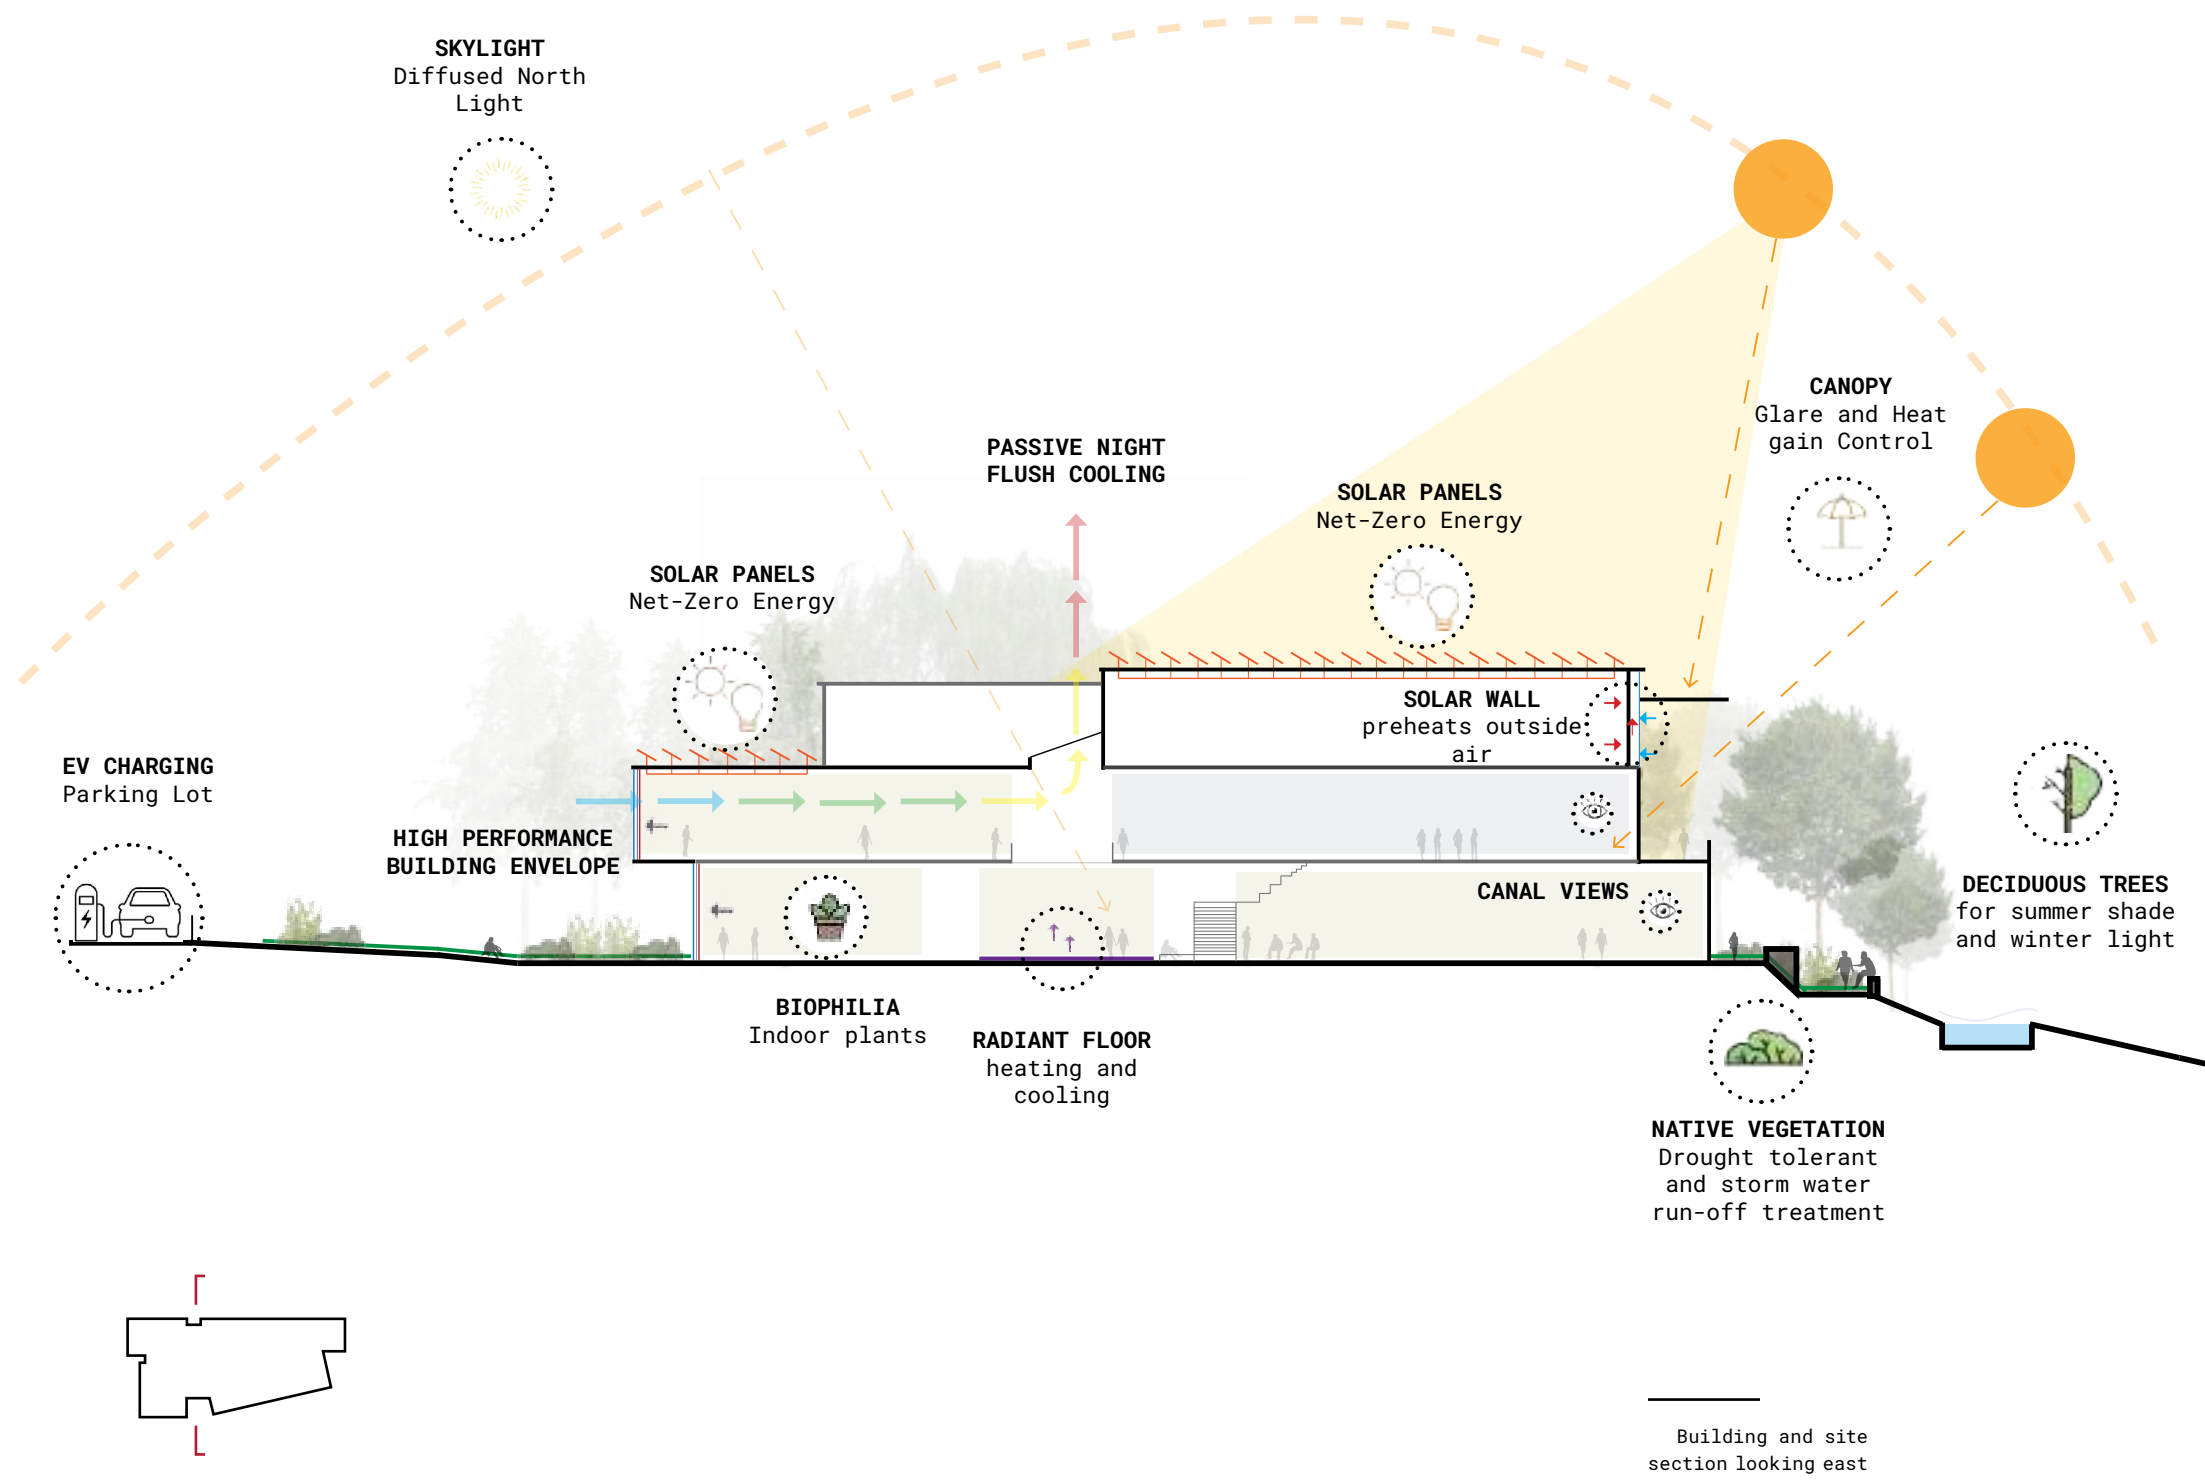 SKYLIGHT
Diffused North
Light
CANOPY
Glare and Heat
gain Control
PASSIVE NIGHT
FLUSH COOLING
SOLAR PANELS
Net-Zero Energy
SOLAR PANELS
Net-Zero Energy
SOLAR WALL
preheats outside
air
EV CHARGING
Parking Lot
HIGH PERFORMANCE
BUILDING ENVELOPE
CANAL VIEWS
DECIDUOUS TREES
for summer shade
and winter light
BIOPHILIA
Indoor plants
RADIANT FLOOR
heating and
cooling
NATIVE VEGETATION
Drought tolerant
and storm water
run-off treatment
Building and site
section looking east